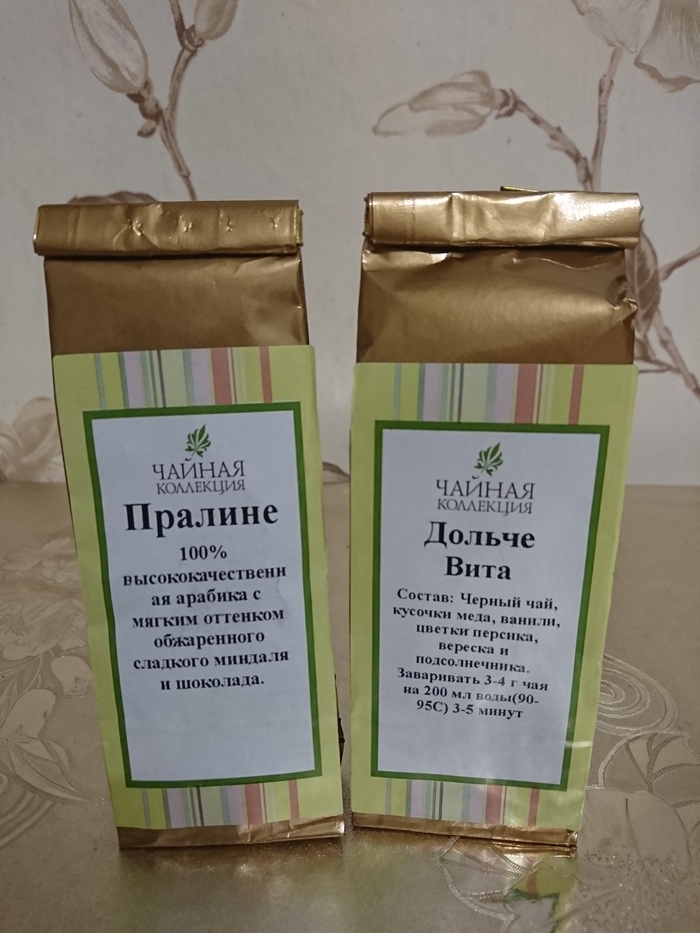 ЧАЙНАЯ
КОЛЛЕКЦИЯ
Пралине
100%
высококачественн
ая арабика с
мягким оттенком
обжаренного
сладкого миндаля
и шоколада.
ЧАЙНАЯ
КОЛЛЕКЦИЯ
Дольче
Вита
Состав: Черный чай,
кусочки меда, ванили,
цветки персика,
вереска и
подсолнечника.
Заваривать 3-4 г чая
на 200 мл воды(90-
95С) 3-5 минут